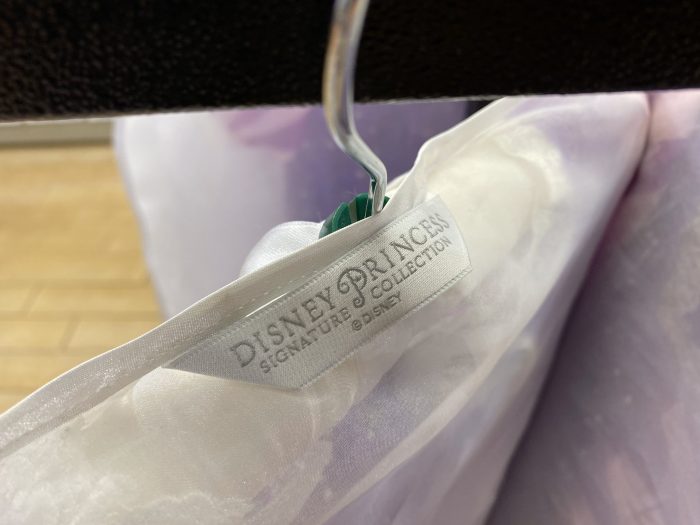 DISNEY PRINCESS
SIGNATURE COLLECTION
© DISNEY